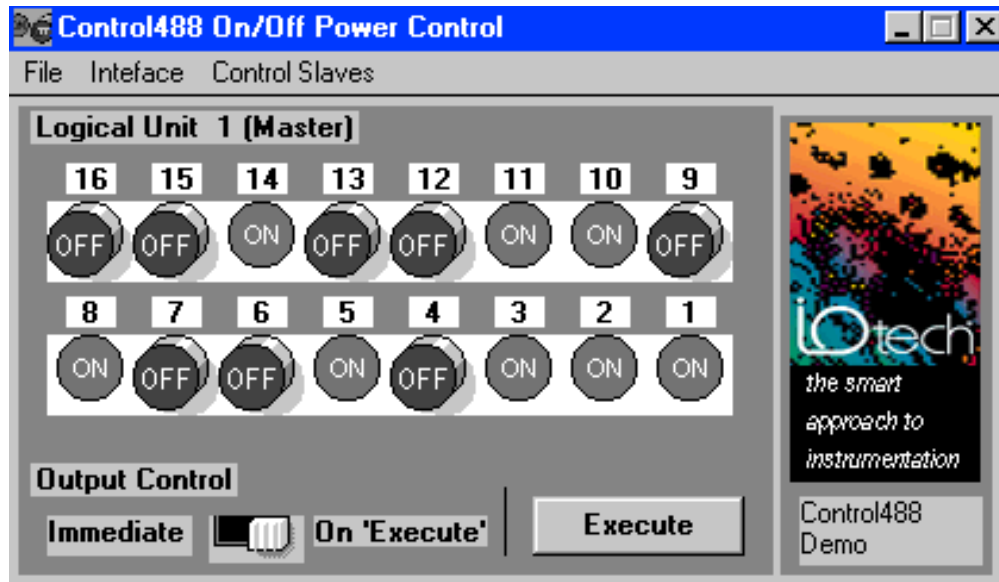 Control488 On/Off Power Control
File Inteface Control Slaves
Logical Unit 1 (Master)
16 15 14 13 12 11 10 9
OFF OFF ON OFF OFF ON ON OFF
8 7 6 5 4 3 2 1
ON OFF OFF ON OFF ON ON ON
Output Control
Immediate On 'Execute'
Execute
iOtech
the smart
approach to
instrumentation
Control488
Demo